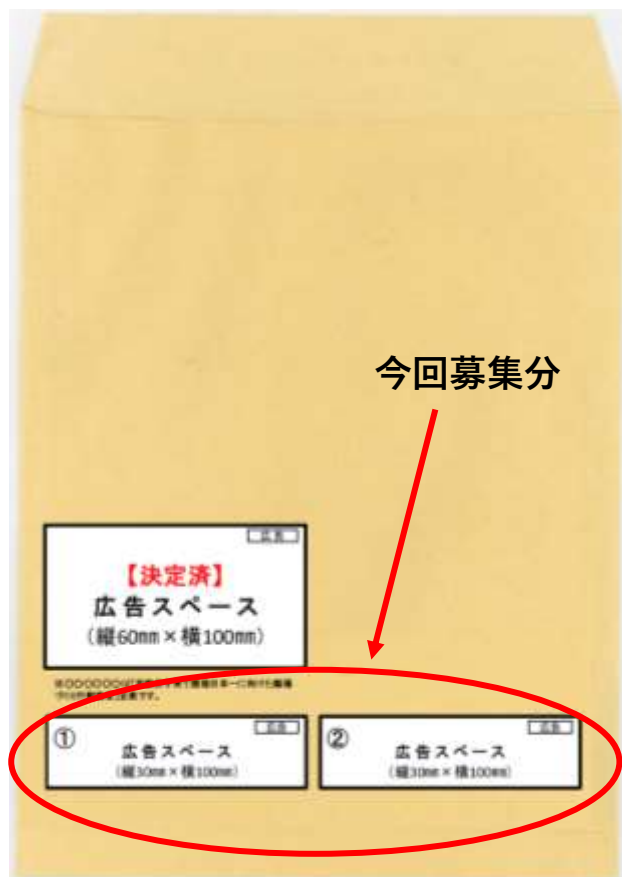 今回募集分
広告
【決定済】
広告スペース
(縦60mm×横100mm)
① 広告
広告スペース
(縦30mm×横100mm)
② 広告
広告スペース
(縦30mm×横100mm)